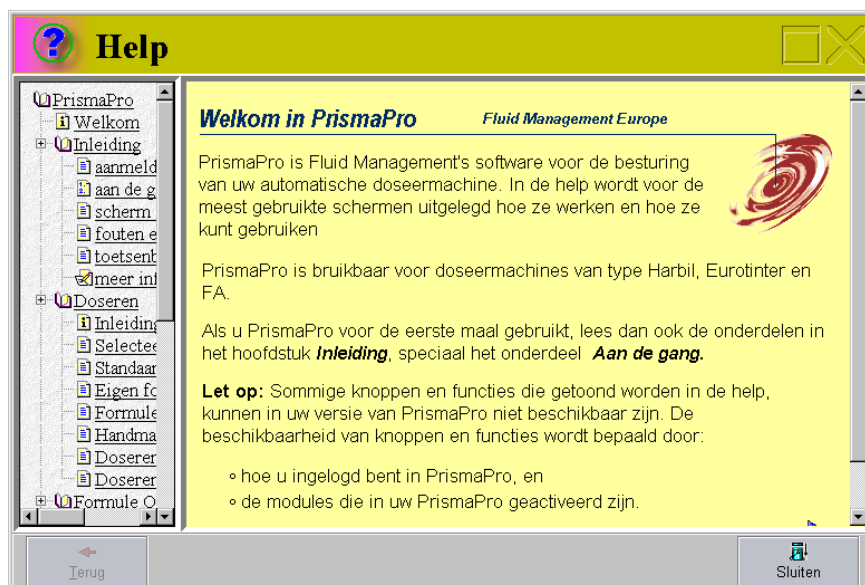 Help
PrismaPro
Welkom
Inleiding
aanmeld
aan de g
scherm
fouten e
toetsenb
meer inf
Doseren
Inleiding
Selectee
Standaar
Eigen fo
Formule
Handma
Doseren
Doseren
Formule O
Welkom in PrismaPro
Fluid Management Europe
PrismaPro is Fluid Management's software voor de besturing
van uw automatische doseermachine. In de help wordt voor de
meest gebruikte schermen uitgelegd hoe ze werken en hoe ze
kunt gebruiken
PrismaPro is bruikbaar voor doseermachines van type Harbil, Eurotinter en
FA.
Als u PrismaPro voor de eerste maal gebruikt, lees dan ook de onderdelen in
het hoofdstuk Inleiding, speciaal het onderdeel Aan de gang.
Let op: Sommige knoppen en functies die getoond worden in de help,
kunnen in uw versie van PrismaPro niet beschikbaar zijn. De
beschikbaarheid van knoppen en functies wordt bepaald door:
hoe u ingelogd bent in PrismaPro, en
de modules die in uw PrismaPro geactiveerd zijn.
Terug
Sluiten